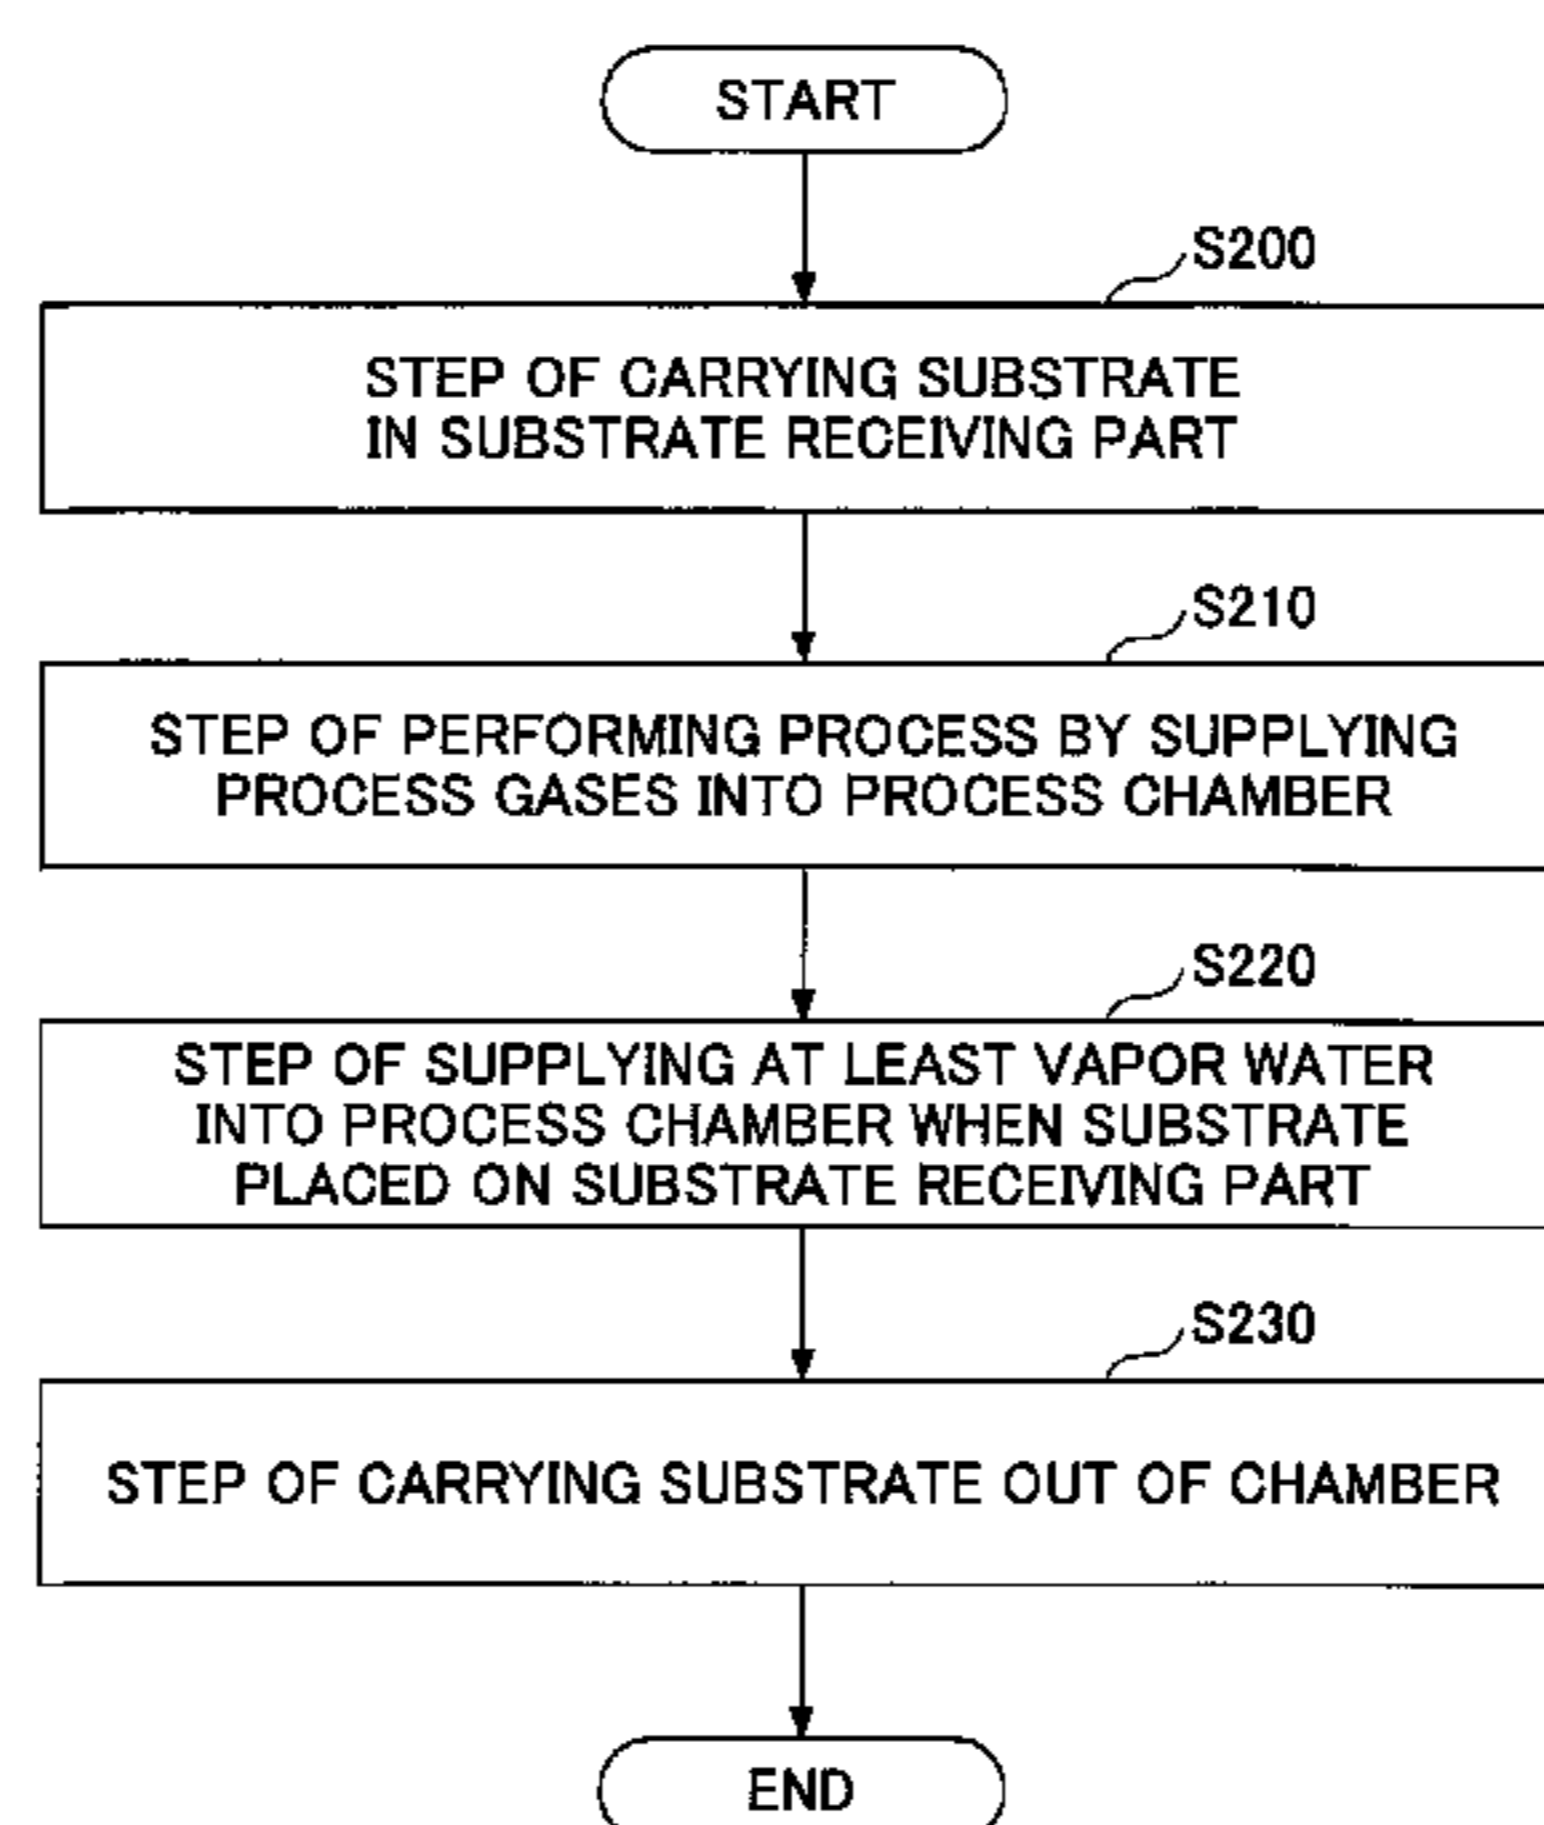 START
S200
STEP OF CARRYING SUBSTRATE
IN SUBSTRATE RECEIVING PART
S210
STEP OF PERFORMING PROCESS BY SUPPLYING
PROCESS GASES INTO PROCESS CHAMBER
S220
STEP OF SUPPLYING AT LEAST VAPOR WATER
INTO PROCESS CHAMBER WHEN SUBSTRATE
PLACED ON SUBSTRATE RECEIVING PART
S230
STEP OF CARRYING SUBSTRATE OUT OF CHAMBER
END